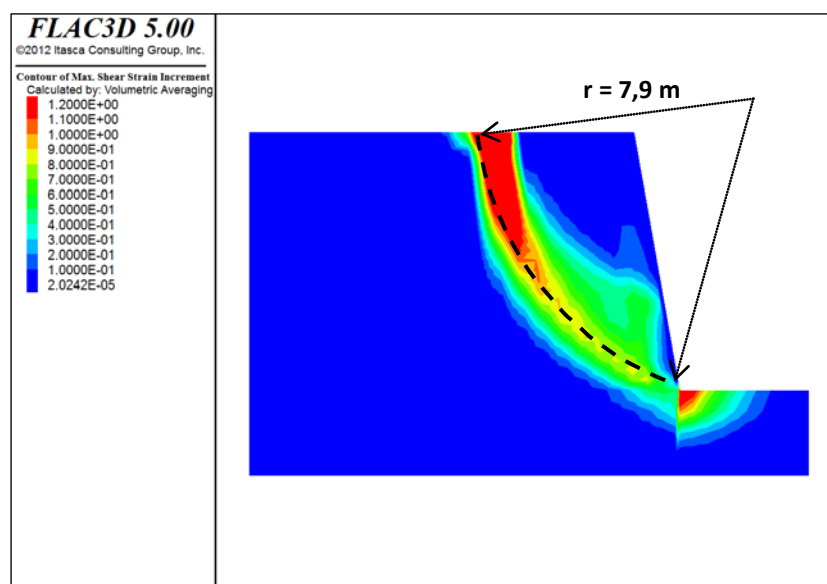 FLAC3D 5.00
©2012 Itasca Consulting Group, Inc.
Contour of Max. Shear Strain Increment
Calculated by: Volumetric Averaging
1.2000E+00
1.1000E+00
1.0000E+00
9.0000E-01
8.0000E-01
7.0000E-01
6.0000E-01
5.0000E-01
4.0000E-01
3.0000E-01
2.0000E-01
1.0000E-01
2.0242E-05
r = 7,9 m